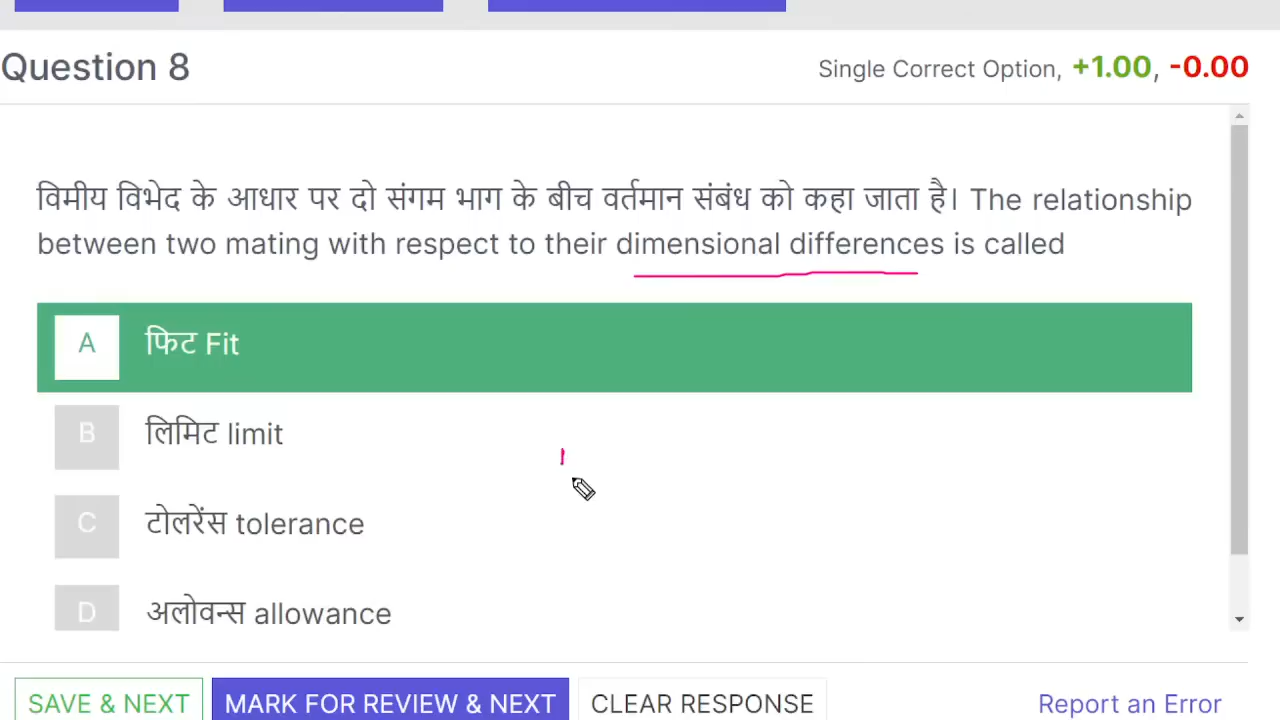 Question 8
Single Correct Option, +1.00, -0.00
विमीय विभेद के आधार पर दो संगम भाग के बीच वर्तमान संबंध को कहा जाता है। The relationship
between two mating with respect to their dimensional differences is called
A फिट Fit
B लिमिट limit
C टोलरेंस tolerance
D अलोवन्स allowance
SAVE & NEXT MARK FOR REVIEW & NEXT CLEAR RESPONSE Report an Error